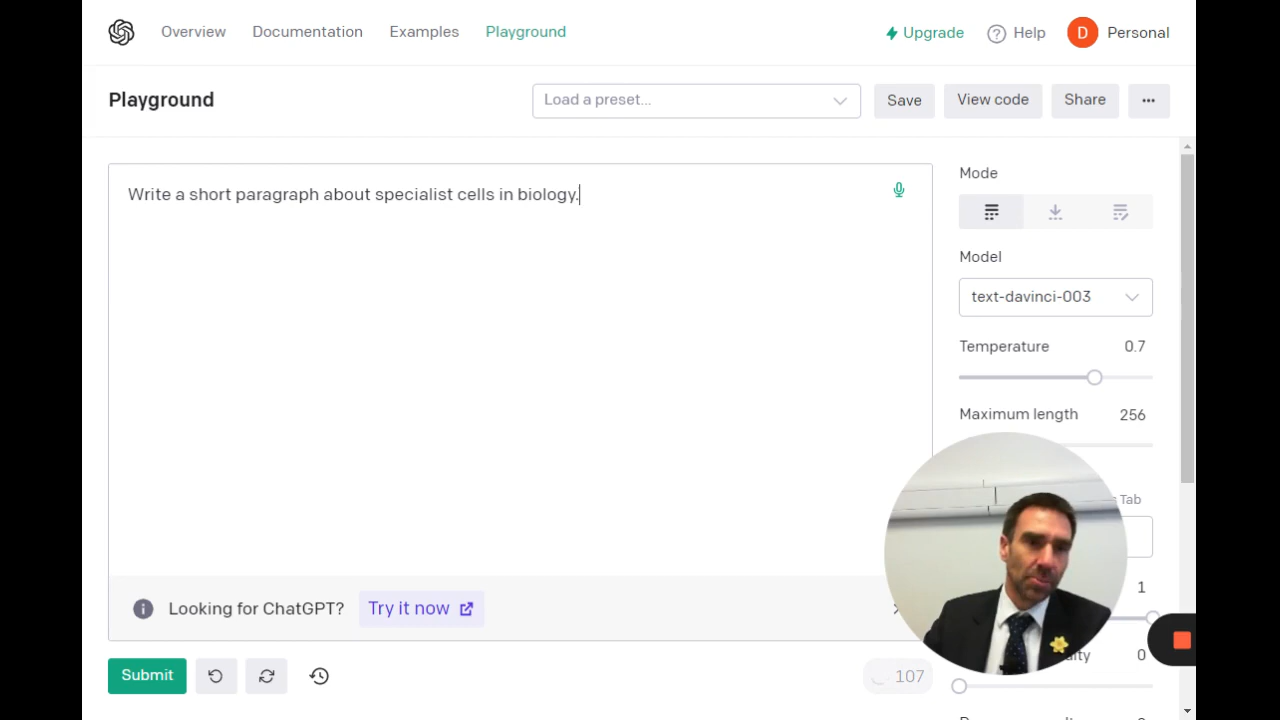 Overview Documentation Examples Playground Upgrade Help D Personal
Playground Load a preset... Save View code Share ...
Write a short paragraph about specialist cells in biology.
Mode
Model
text-davinci-003
Temperature 0.7
Maximum length 256
Tab
1
Looking for ChatGPT? Try it now
0
Submit 107